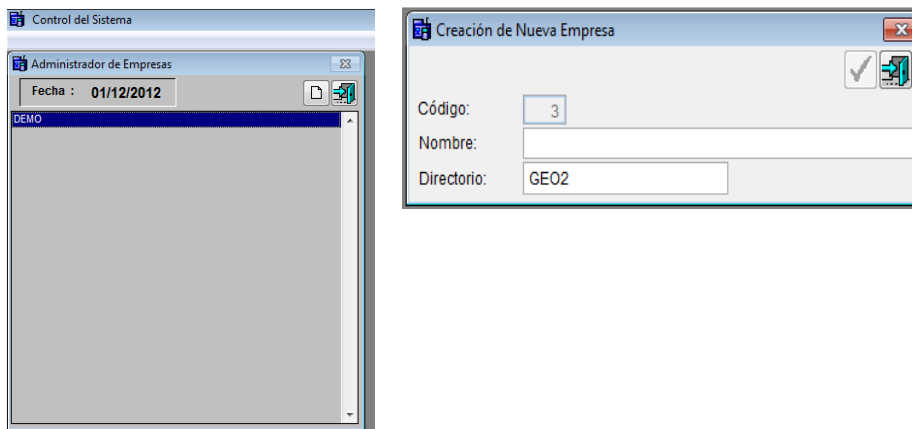 Control del Sistema
Administrador de Empresas
Fecha : 01/12/2012
DEMO
Creación de Nueva Empresa
Código: 3
Nombre:
Directorio: GEO2